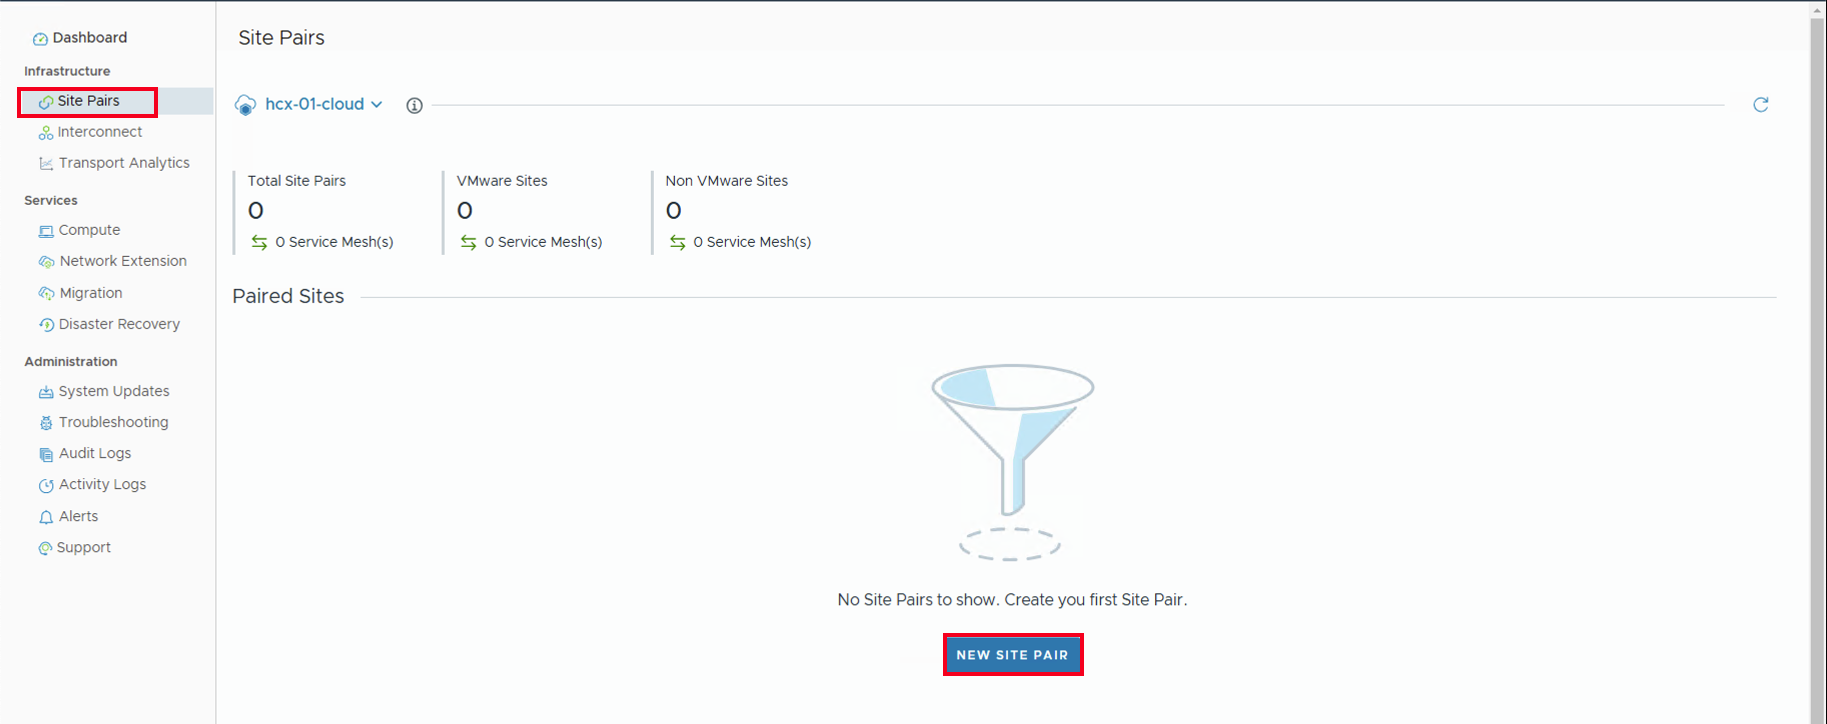 Dashboard
Infrastructure
Site Pairs
Interconnect
Transport Analytics
Services
Compute
Network Extension
Migration
Disaster Recovery
Administration
System Updates
Troubleshooting
Audit Logs
Activity Logs
Alerts
Support
Site Pairs
hcx-01-cloud
Total Site Pairs
0
0 Service Mesh(s)
VMware Sites
0
0 Service Mesh(s)
Non VMware Sites
0
0 Service Mesh(s)
Paired Sites
No Site Pairs to show. Create you first Site Pair.
NEW SITE PAIR